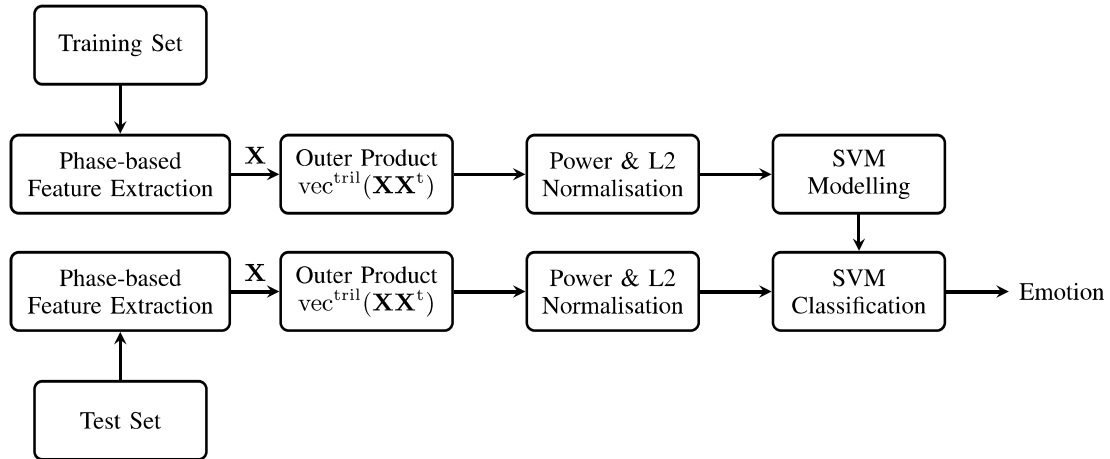 Training Set
Phase-based
Feature Extraction
X
Outer Product
vec^tril(XX^t)
Power & L2
Normalisation
SVM
Modelling
Phase-based
Feature Extraction
X
Outer Product
vec^tril(XX^t)
Power & L2
Normalisation
SVM
Classification
Emotion
Test Set